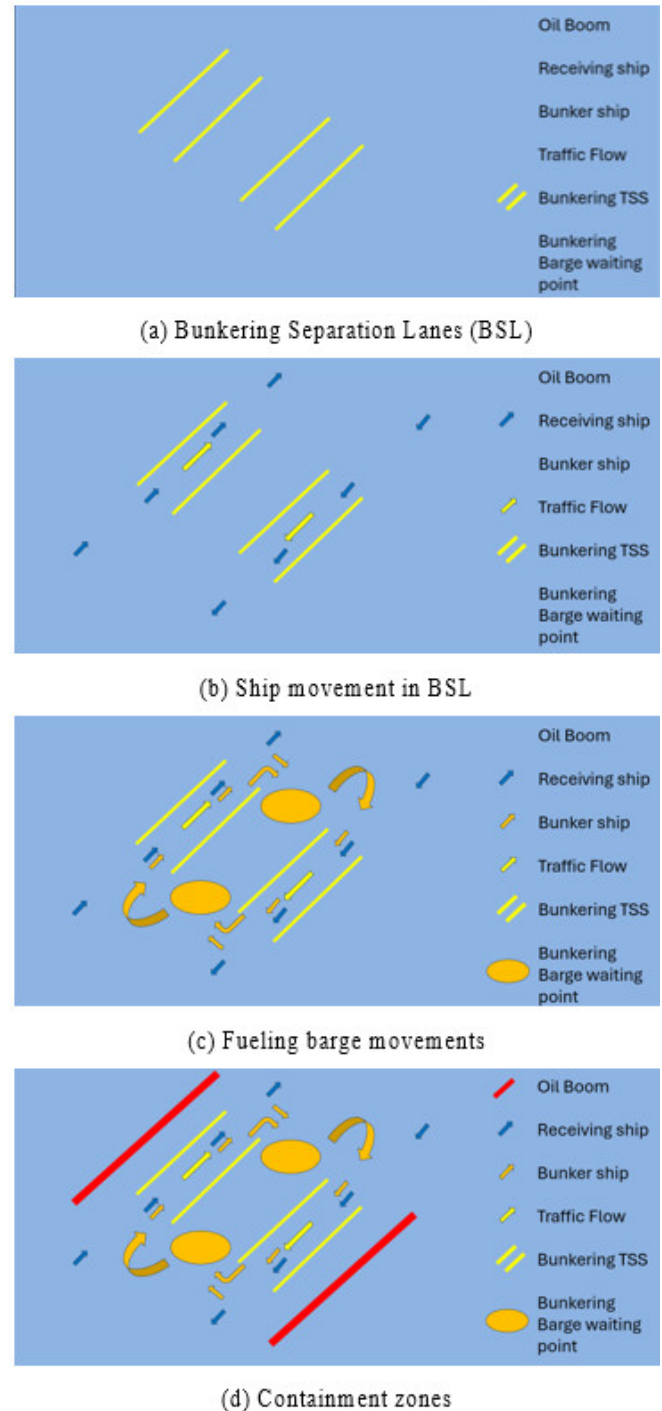 Oil Boom
Receiving ship
Bunker ship
Traffic Flow
Bunkering TSS
Bunkering
Barge waiting
point
(a) Bunkering Separation Lanes (BSL)
Oil Boom
Receiving ship
Bunker ship
Traffic Flow
Bunkering TSS
Bunkering
Barge waiting
point
(b) Ship movement in BSL
Oil Boom
Receiving ship
Bunker ship
Traffic Flow
Bunkering TSS
Bunkering
Barge waiting
point
(c) Fueling barge movements
Oil Boom
Receiving ship
Bunker ship
Traffic Flow
Bunkering TSS
Bunkering
Barge waiting
point
(d) Containment zones